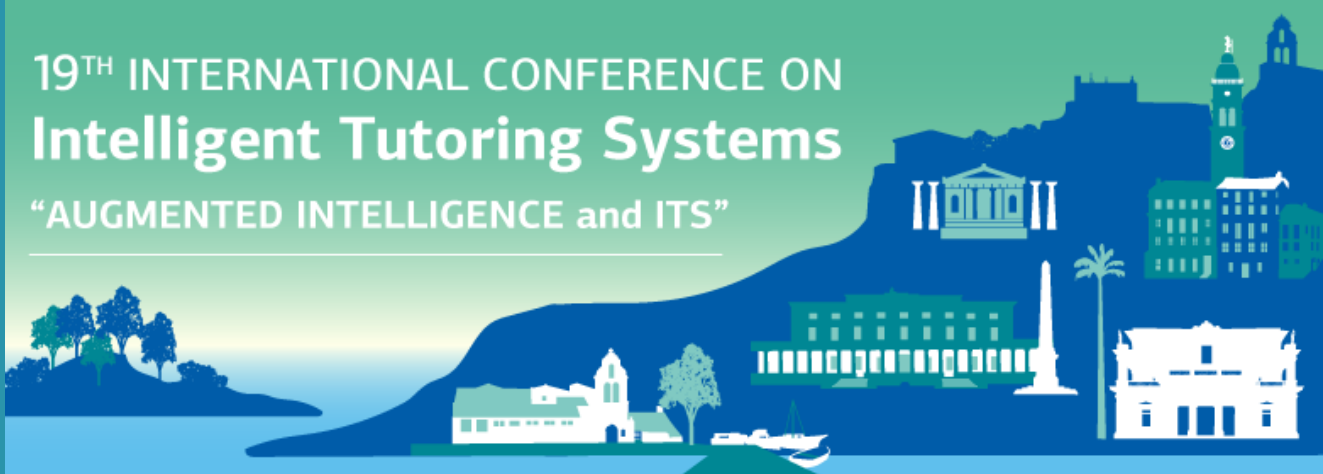 19TH INTERNATIONAL CONFERENCE ON
Intelligent Tutoring Systems
“AUGMENTED INTELLIGENCE and ITS”